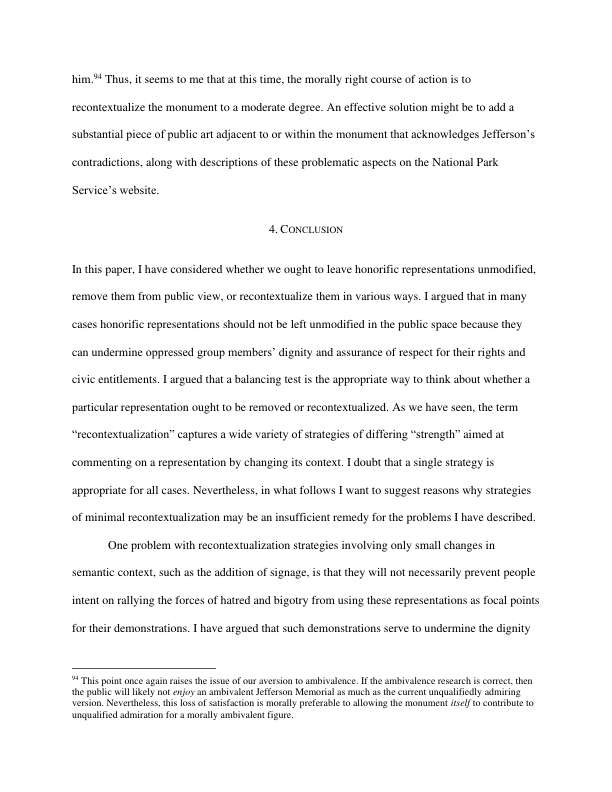 him.94 Thus, it seems to me that at this time, the morally right course of action is to
recontextualize the monument to a moderate degree. An effective solution might be to add a
substantial piece of public art adjacent to or within the monument that acknowledges Jefferson’s
contradictions, along with descriptions of these problematic aspects on the National Park
Service’s website.
4. CONCLUSION
In this paper, I have considered whether we ought to leave honorific representations unmodified,
remove them from public view, or recontextualize them in various ways. I argued that in many
cases honorific representations should not be left unmodified in the public space because they
can undermine oppressed group members’ dignity and assurance of respect for their rights and
civic entitlements. I argued that a balancing test is the appropriate way to think about whether a
particular representation ought to be removed or recontextualized. As we have seen, the term
“recontextualization” captures a wide variety of strategies of differing “strength” aimed at
commenting on a representation by changing its context. I doubt that a single strategy is
appropriate for all cases. Nevertheless, in what follows I want to suggest reasons why strategies
of minimal recontextualization may be an insufficient remedy for the problems I have described.
One problem with recontextualization strategies involving only small changes in
semantic context, such as the addition of signage, is that they will not necessarily prevent people
intent on rallying the forces of hatred and bigotry from using these representations as focal points
for their demonstrations. I have argued that such demonstrations serve to undermine the dignity
94 This point once again raises the issue of our aversion to ambivalence. If the ambivalence research is correct, then
the public will likely not enjoy an ambivalent Jefferson Memorial as much as the current unqualifiedly admiring
version. Nevertheless, this loss of satisfaction is morally preferable to allowing the monument itself to contribute to
unqualified admiration for a morally ambivalent figure.